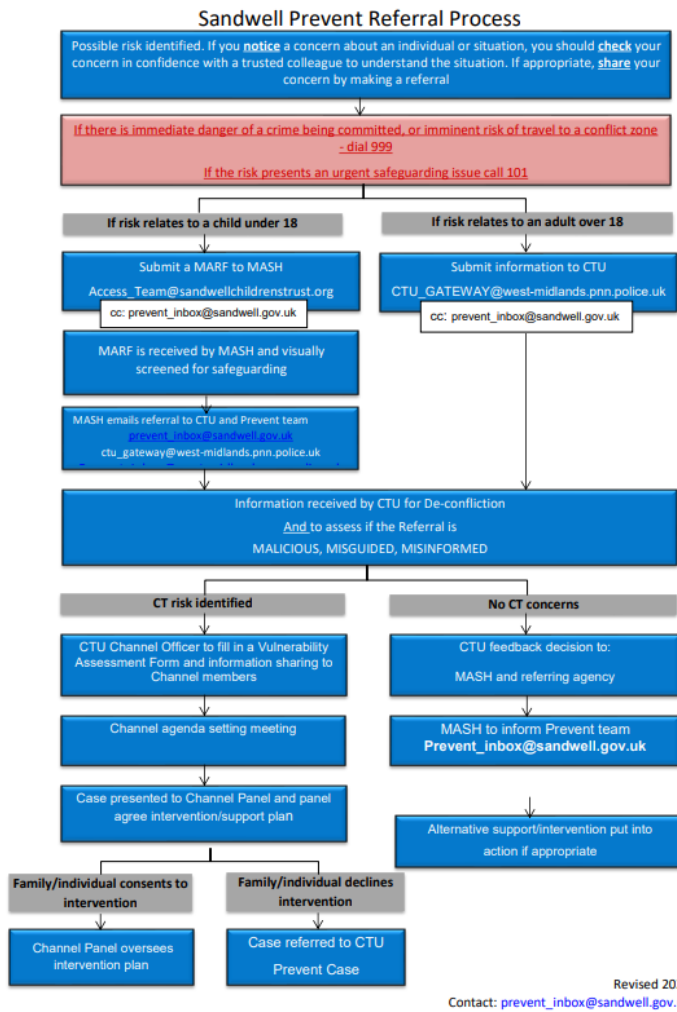 Sandwell Prevent Referral Process
Possible risk identified. If you notice a concern about an individual or situation, you should check your
concern in confidence with a trusted colleague to understand the situation. If appropriate, share your
concern by making a referral
If there is immediate danger of a crime being committed, or imminent risk of travel to a conflict zone
- dial 999
If the risk presents an urgent safeguarding issue call 101
If risk relates to a child under 18
If risk relates to an adult over 18
Submit a MARF to MASH
Access_Team@sandwellchildrenstrust.org
cc: prevent_inbox@sandwell.gov.uk
Submit information to CTU
CTU_GATEWAY@west-midlands.pnn.police.uk
cc: prevent_inbox@sandwell.gov.uk
MARF is received by MASH and visually
screened for safeguarding
MASH emails referral to CTU and Prevent team
prevent_inbox@sandwell.gov.uk
ctu_gateway@west-midlands.pnn.police.uk
Information received by CTU for De-confliction
And to assess if the Referral is
MALICIOUS, MISGUIDED, MISINFORMED
CT risk identified
No CT concerns
CTU Channel Officer to fill in a Vulnerability
Assessment Form and information sharing to
Channel members
CTU feedback decision to:
MASH and referring agency
Channel agenda setting meeting
MASH to inform Prevent team
Prevent_inbox@sandwell.gov.uk
Case presented to Channel Panel and panel
agree intervention/support plan
Alternative support/intervention put into
action if appropriate
Family/individual consents to
intervention
Family/individual declines
intervention
Channel Panel oversees
intervention plan
Case referred to CTU
Prevent Case
Revised 20
Contact: prevent_inbox@sandwell.gov.